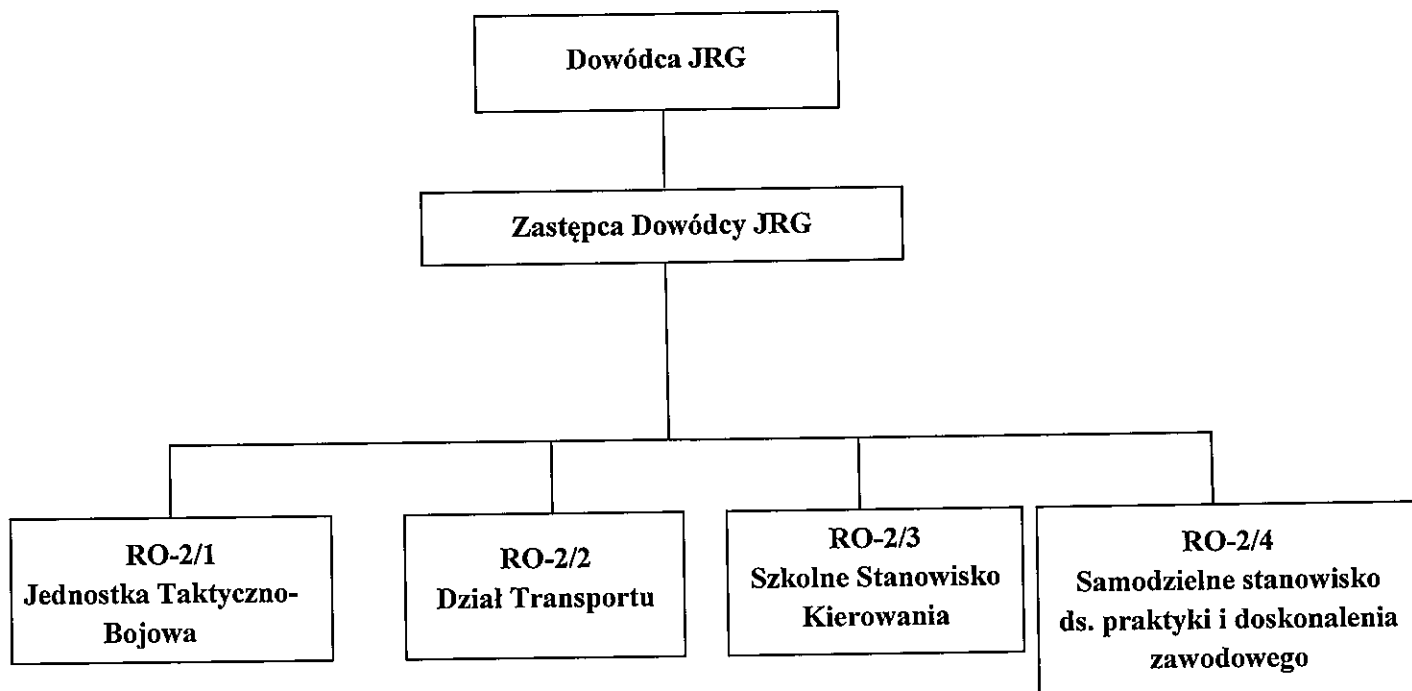 Dowódca JRG
Zastępca Dowódcy JRG
RO-2/1
Jednostka Taktyczno-
Bojowa
RO-2/2
Dział Transportu
RO-2/3
Szkolne Stanowisko
Kierowania
RO-2/4
Samodzielne stanowisko
ds. praktyki i doskonalenia
zawodowego